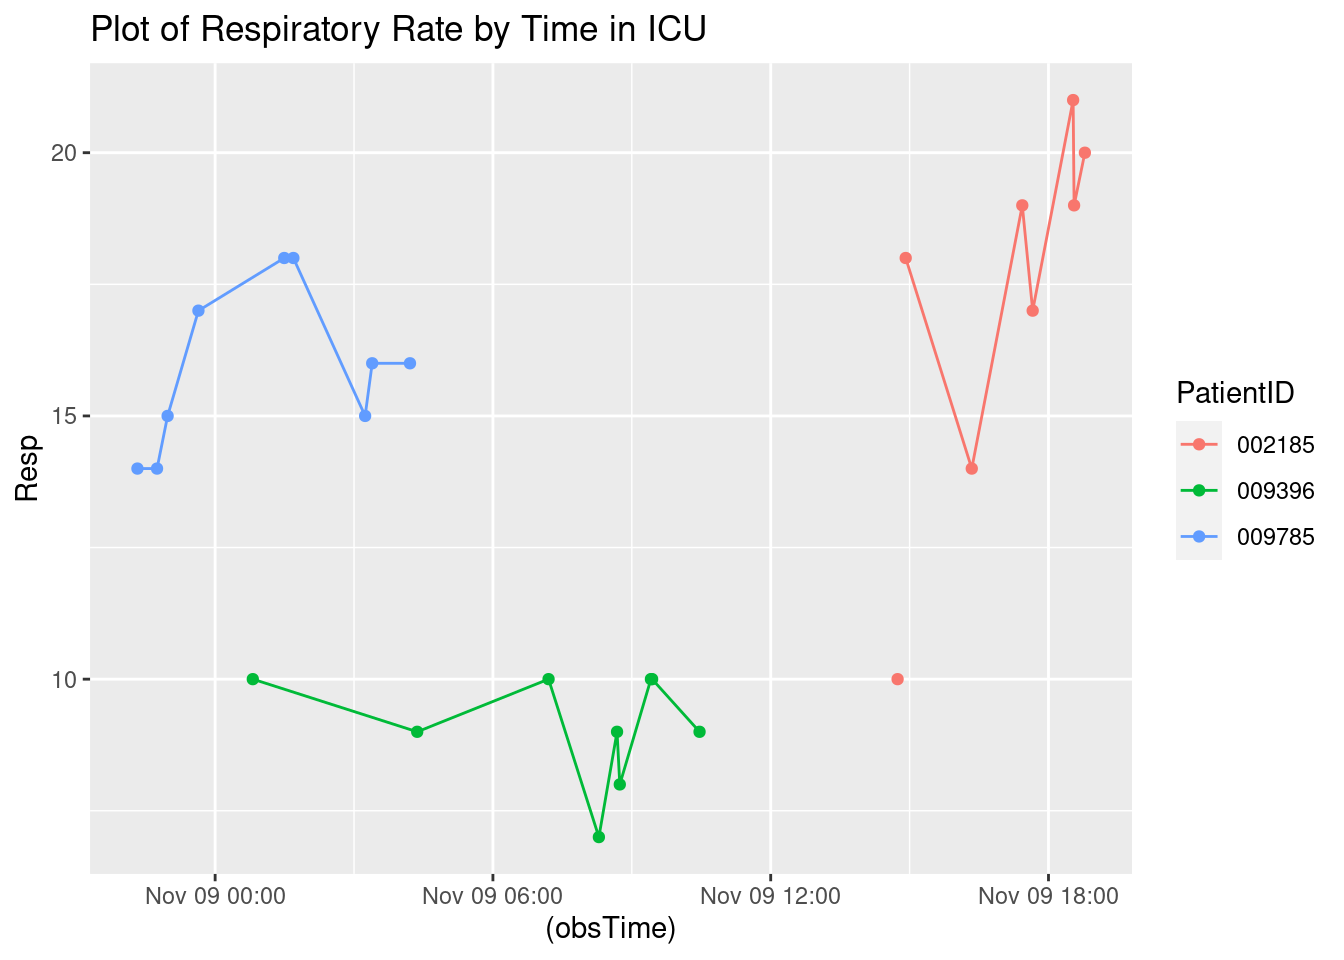 Plot of Respiratory Rate by Time in ICU
20
15
10
Resp
Nov 09 00:00
Nov 09 06:00
Nov 09 12:00
Nov 09 18:00
(obsTime)
PatientID
002185
009396
009785